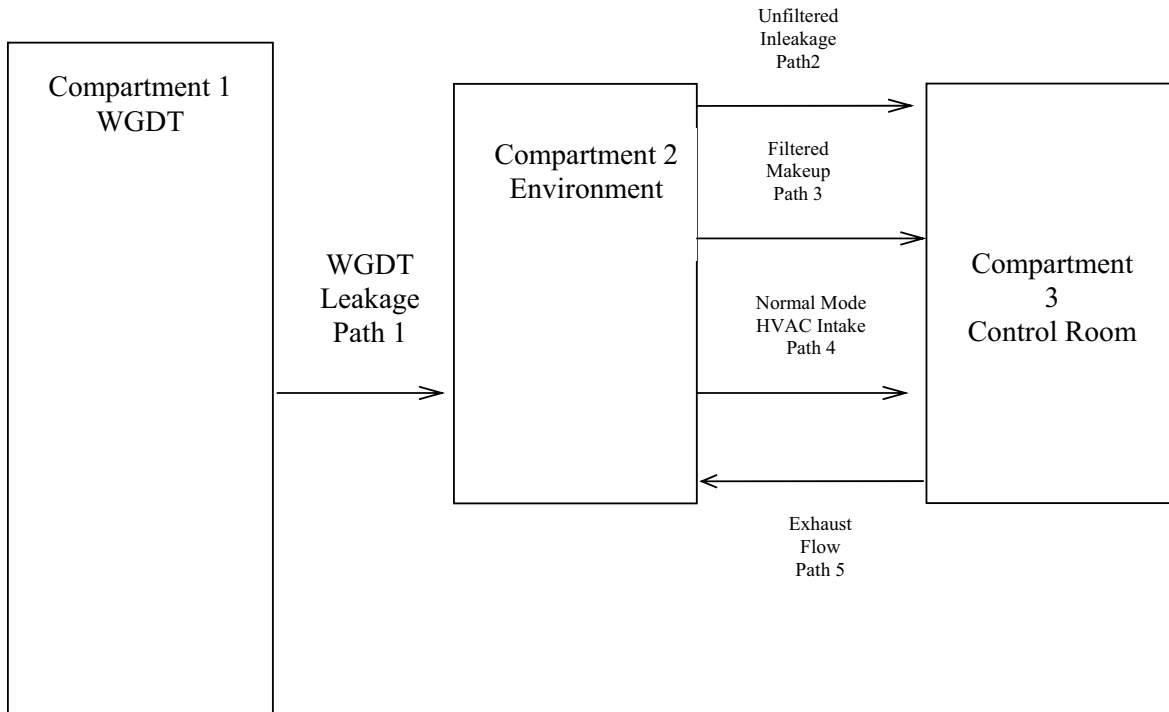 Compartment 1
WGDT
WGDT
Leakage
Path 1
Compartment 2
Environment
Unfiltered
Inleakage
Path2
Filtered
Makeup
Path 3
Normal Mode
HVAC Intake
Path 4
Exhaust
Flow
Path 5
Compartment
3
Control Room